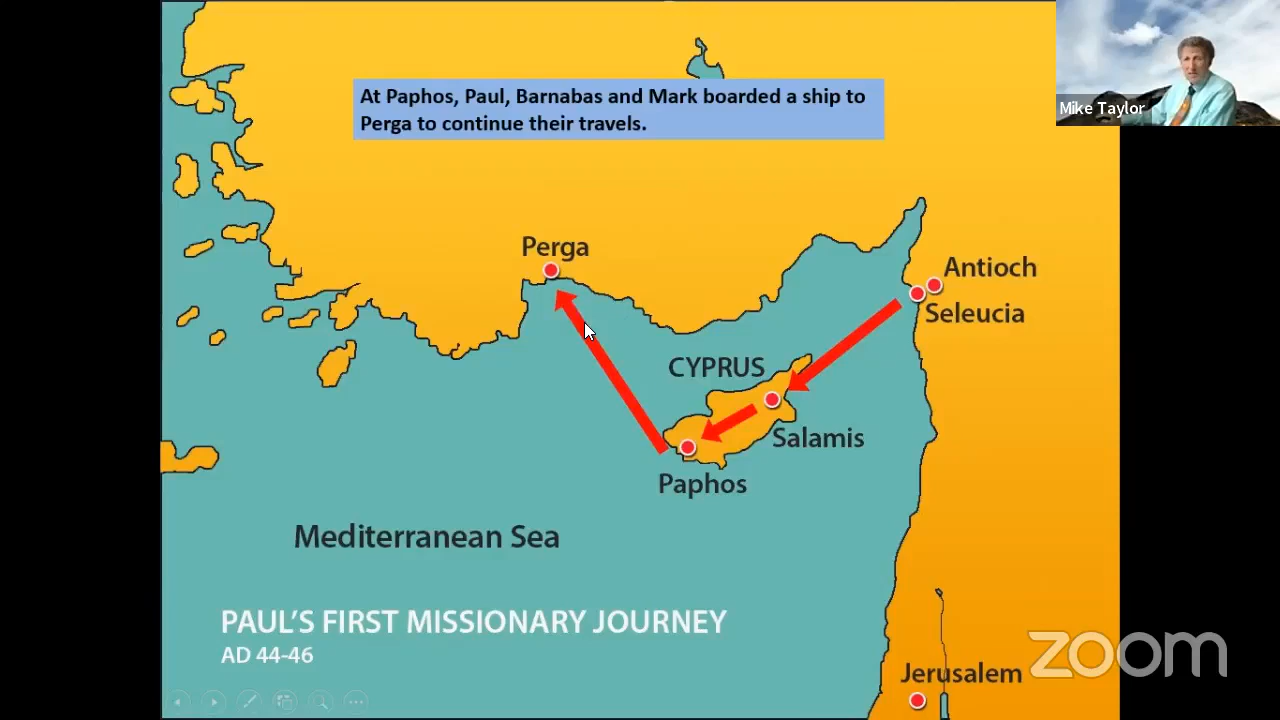 At Paphos, Paul, Barnabas and Mark boarded a ship to
Perga to continue their travels.
Mike Taylor
Perga
Antioch
Seleucia
CYPRUS
Salamis
Paphos
Mediterranean Sea
PAUL'S FIRST MISSIONARY JOURNEY
AD 44-46
Jerusalem
zoom